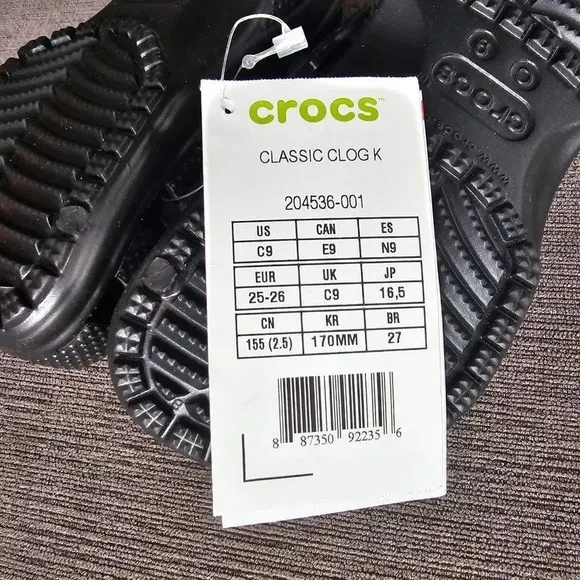 crocs™
CLASSIC CLOG K
204536-001
US CAN ES
C9 E9 N9
EUR UK JP
25-26 C9 16,5
CN KR BR
155 (2.5) 170MM 27
8 87350 92235 6
crocs